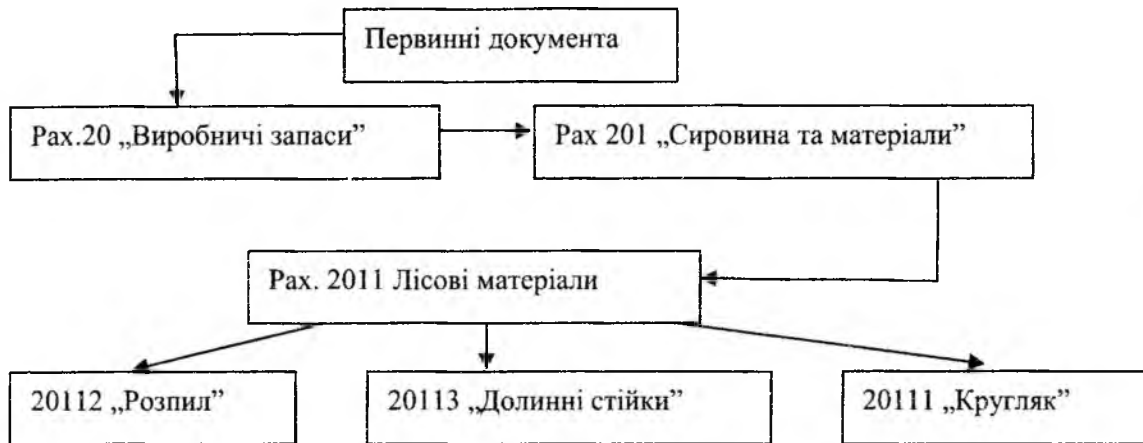 Первинні документа
Рах.20 „Виробничі запаси”
Рах 201 „Сировина та матеріали”
Рах. 2011 Лісові матеріали
20112 „Розпил”
20113 „Долинні стійки”
20111 „Кругляк”